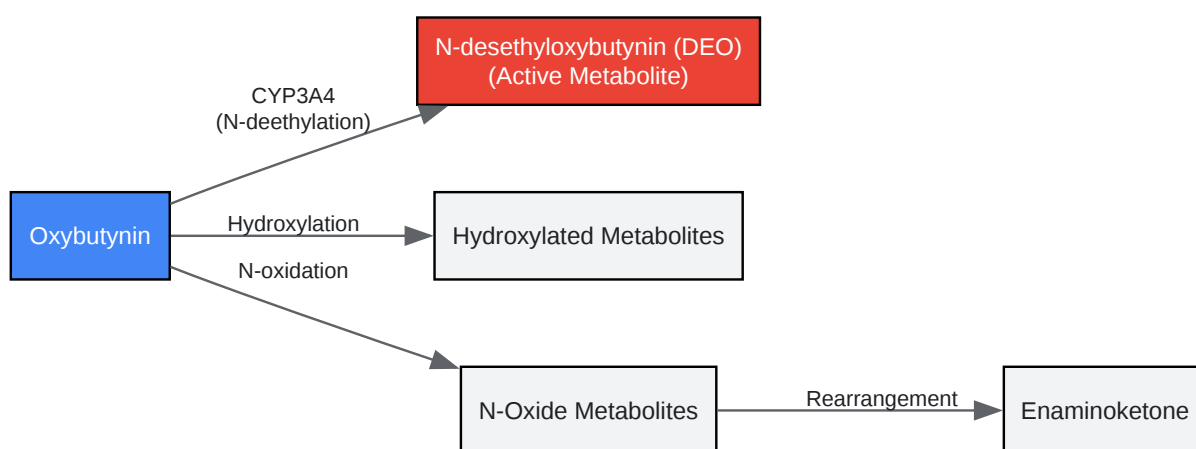 N-desethyloxybutynin (DEO)
(Active Metabolite)
CYP3A4
(N-deethylation)
Oxybutynin
Hydroxylation
Hydroxylated Metabolites
N-oxidation
N-Oxide Metabolites
Rearrangement
Enaminoketone